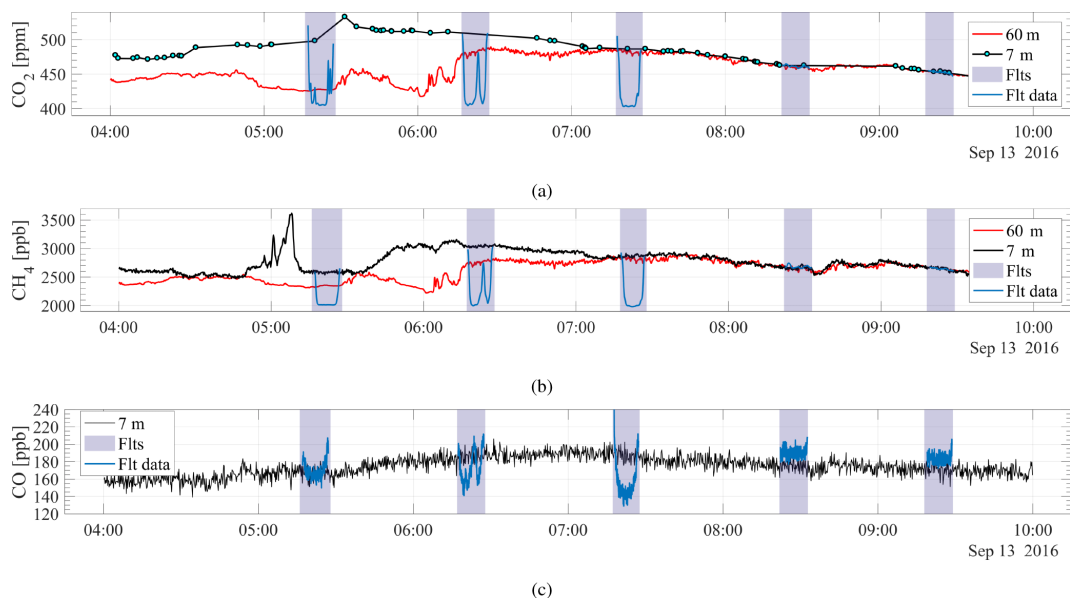 CO2 [ppm]
500
450
400
60 m
7 m
Flts
Flt data
04:00 05:00 06:00 07:00 08:00 09:00 10:00
Sep 13 2016
(a)
CH4 [ppb]
3500
3000
2500
2000
60 m
7 m
Flts
Flt data
04:00 05:00 06:00 07:00 08:00 09:00 10:00
Sep 13 2016
(b)
CO [ppb]
240
220
200
180
160
140
120
7 m
Flts
Flt data
04:00 05:00 06:00 07:00 08:00 09:00 10:00
Sep 13 2016
(c)